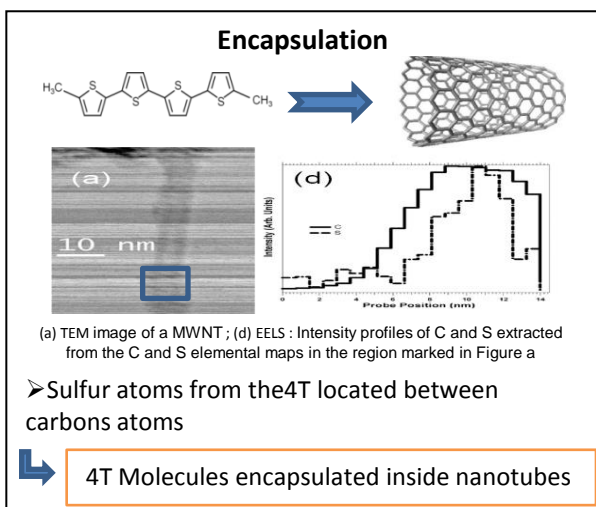 Encapsulation
H₃C
S
S
S
S
CH₃
(a)
10 nm
(d)
Intensity (Arb. Units)
C
S
0 2 4 6 8 10 12 14
Probe Position (nm)
(a) TEM image of a MWNT ; (d) EELS : Intensity profiles of C and S extracted
from the C and S elemental maps in the region marked in Figure a
➢Sulfur atoms from the4T located between
carbons atoms
4T Molecules encapsulated inside nanotubes